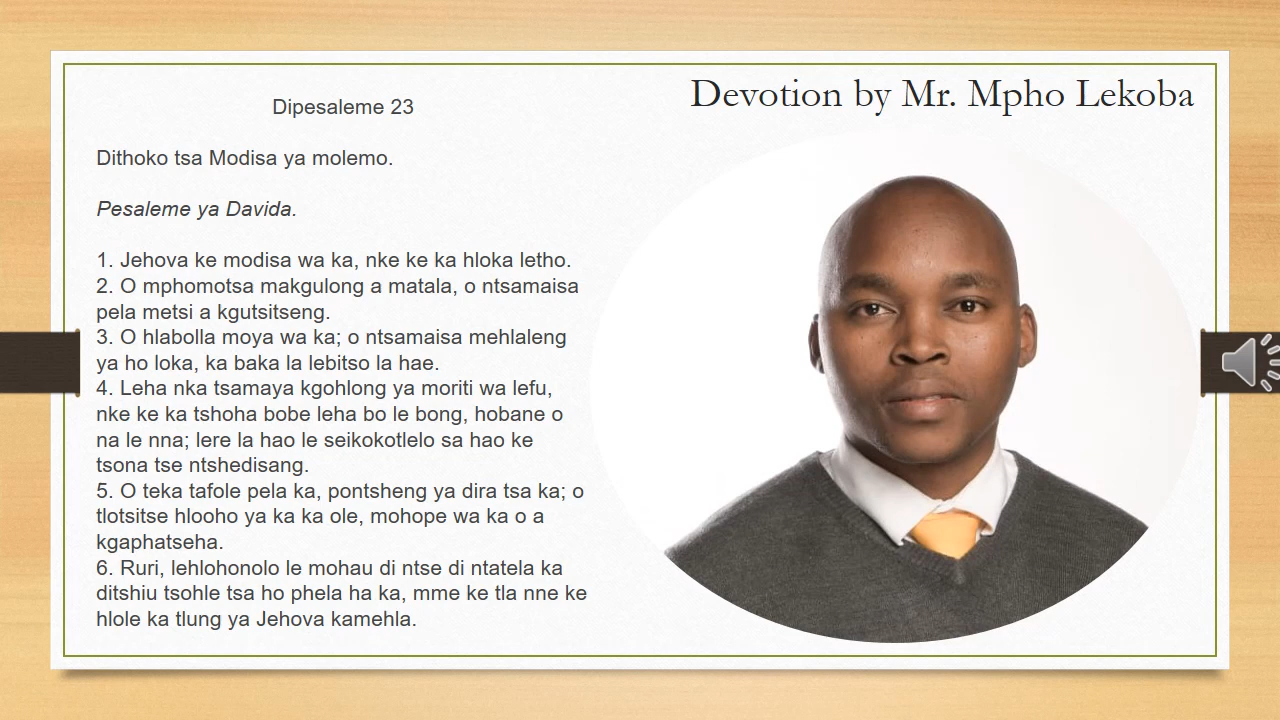 Devotion by Mr. Mpho Lekoba
Dipesaleme 23
Dithoko tsa Modisa ya molemo.
Pesaleme ya Davida.
1. Jehova ke modisa wa ka, nke ke ka hloka letho.
2. O mphomotsa makgulong a matala, o ntsamaisa
pela metsi a kgutsitseng.
3. O hlabolla moya wa ka; o ntsamaisa mehlaleng
ya ho loka, ka baka la lebitso la hae.
4. Leha nka tsamaya kgohlong ya moriti wa lefu,
nke ke ka tshoha bobe leha bo le bong, hobane o
na le nna; lere la hao le seikokotlelo sa hao ke
tsona tse ntshedisang.
5. O teka tafole pela ka, pontsheng ya dira tsa ka; o
tlotsitse hlooho ya ka ka ole, mohope wa ka o a
kgaphatseha.
6. Ruri, lehlohonolo le mohau di ntse di ntatela ka
ditshiu tsohle tsa ho phela ha ka, mme ke tla nne ke
hlole ka tlung ya Jehova kamehla.